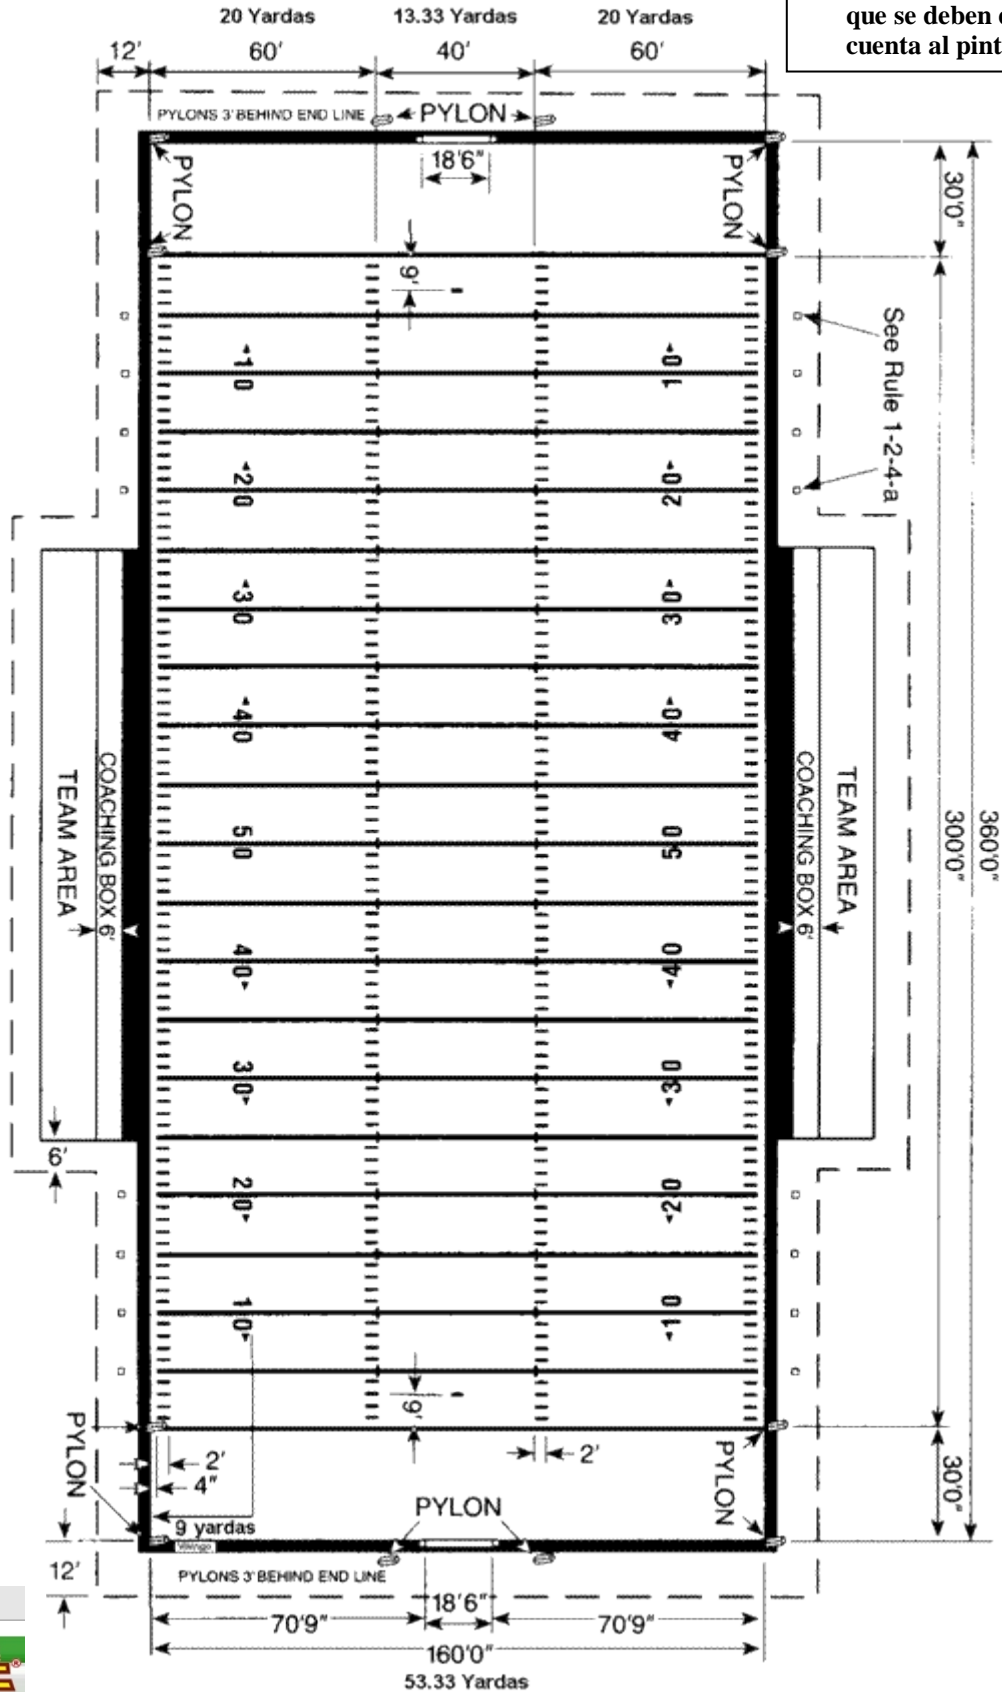 20 Yardas 13.33 Yardas 20 Yardas
que se deben
cuenta al
12' 60' 40' 60'
PYLONS 3' BEHIND END LINE PYLON
18'6"
PYLON
PYLON
30'0"
9'
See Rule 1-2-4-a
10 10
20 20
30 30
40 40
50 50
40 40
30 30
20 20
10 10
TEAM AREA
COACHING BOX 6'
COACHING BOX 6'
TEAM AREA
300'0"
360'0"
6'
9'
PYLON
2'
4"
2'
PYLON
30'0"
9 yardas
PYLON
Vikingo
12'
PYLONS 3' BEHIND END LINE
18'6"
70'9" 70'9"
160'0"
53.33 Yardas